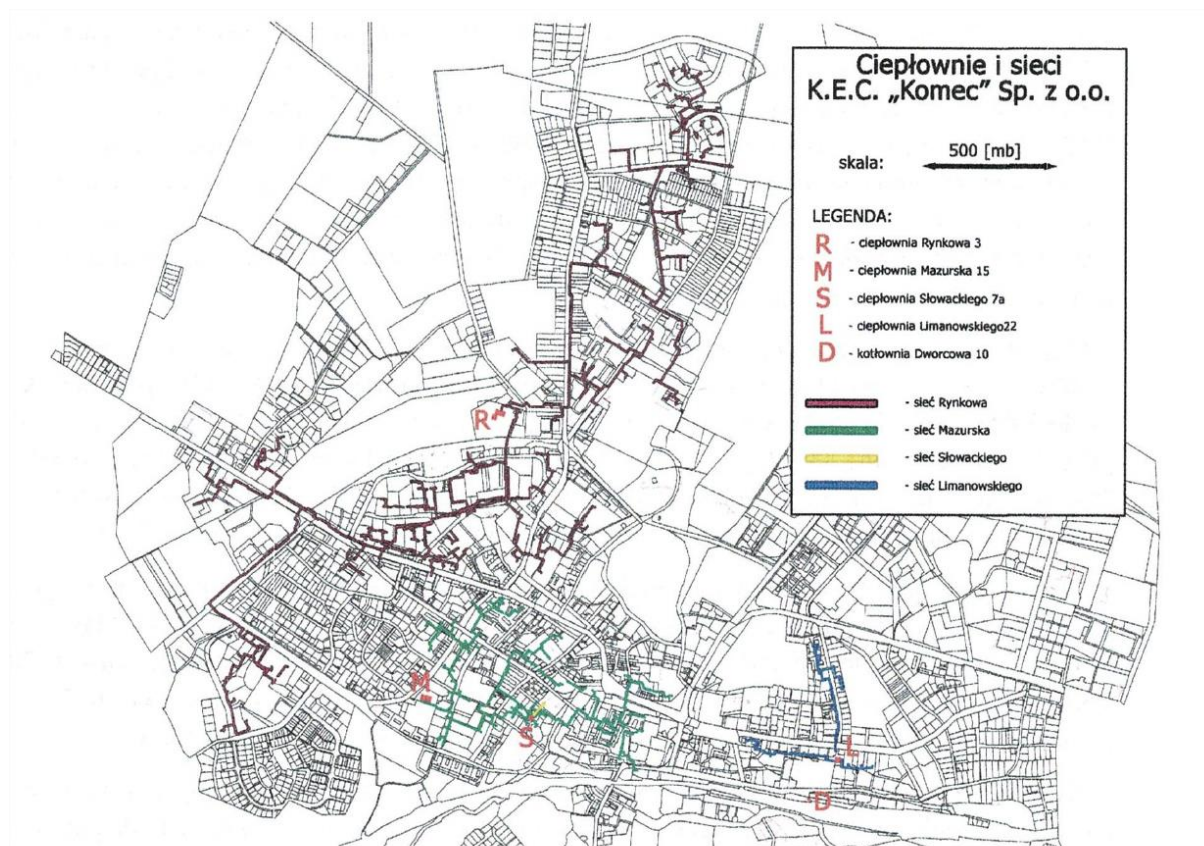 Ciepłownie i sieci
K.E.C. „Komec” Sp. z o.o.
skala: 500 [mb]
LEGENDA:
R - ciepłownia Rynkowa 3
M - ciepłownia Mazurska 15
S - ciepłownia Słowackiego 7a
L - ciepłownia Limanowskiego22
D - kotłownia Dworcowa 10
- sieć Rynkowa
- sieć Mazurska
- sieć Słowackiego
- sieć Limanowskiego
R
M
S
L
D